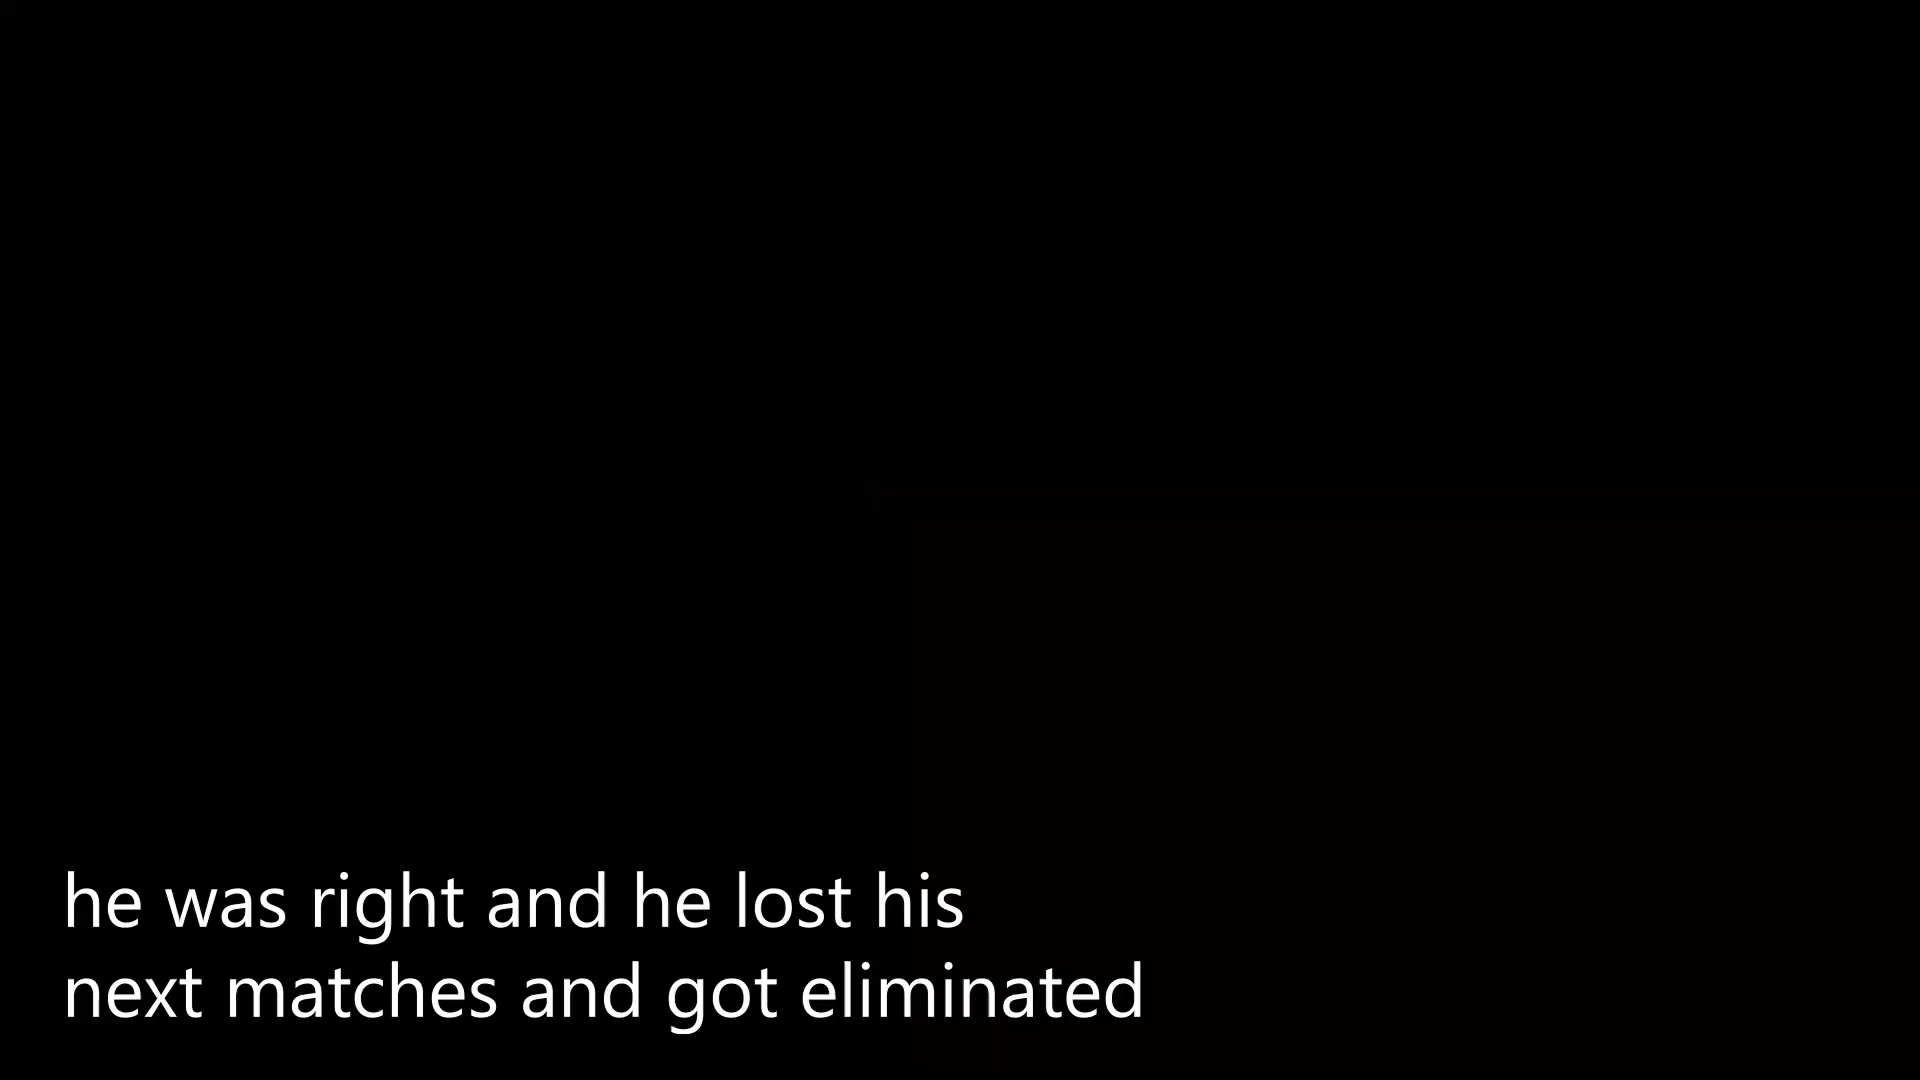 he was right and he lost his
next matches and got eliminated